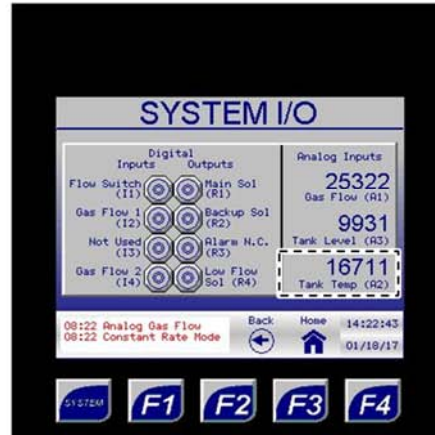 SYSTEM I/O
Digital
Inputs Outputs
Flow Switch (I1)
Main Sol (R1)
Gas Flow 1 (I2)
Backup Sol (R2)
Not Used (I3)
Alarm N.C. (R3)
Gas Flow 2 (I4)
Low Flow Sol (R4)
Analog Inputs
25322
Gas Flow (A1)
9931
Tank Level (A3)
16711
Tank Temp (A2)
08:22 Analog Gas Flow
08:22 Constant Rate Mode
Back
Home
14:22:43
01/18/17
SYSTEM
F1
F2
F3
F4